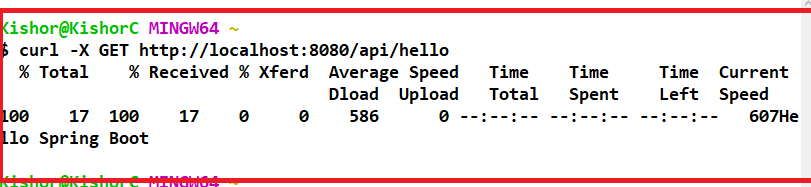 Kishor@KishorC MINGW64 ~
$ curl -X GET http://localhost:8080/api/hello
  % Total    % Received % Xferd  Average Speed   Time    Time     Time  Current
                                 Dload  Upload   Total   Spent    Left  Speed
100    17  100    17    0     0    586      0 --:--:-- --:--:-- --:--:--   607He
llo Spring Boot

Kishor@KishorC MINGW64 ~